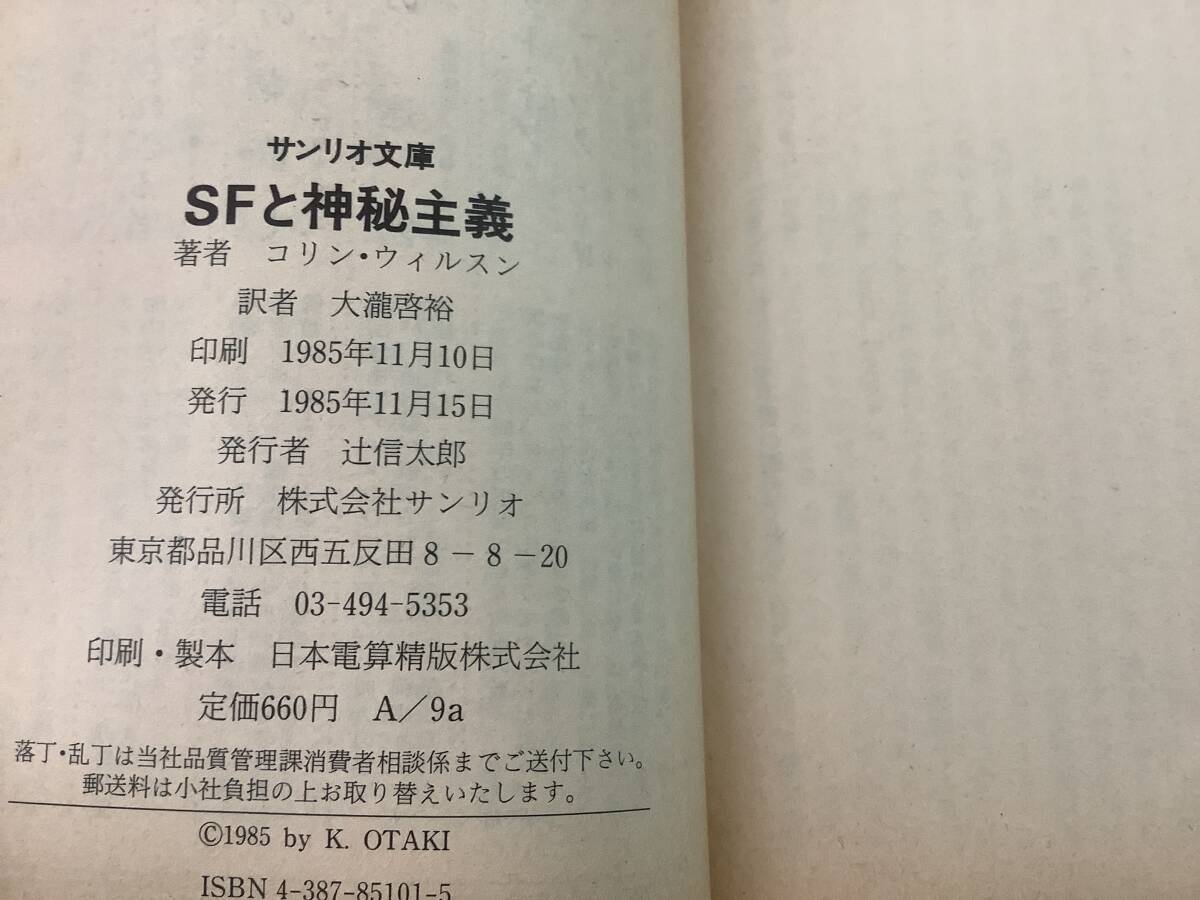 サンリオ文庫
SFと神秘主義
著者 コリン・ウィルスン
訳者 大瀧啓裕
印刷 1985年11月10日
発行 1985年11月15日
発行者 辻信太郎
発行所 株式会社サンリオ
東京都品川区西五反田8-8-20
電話 03-494-5353
印刷・製本 日本電算精版株式会社
定価660円 A/9a
落丁・乱丁は当社品質管理課消費者相談係までご送付下さい。
郵送料は小社負担の上お取り替えいたします。
©1985 by K. OTAKI
ISBN 4-387-85101-5